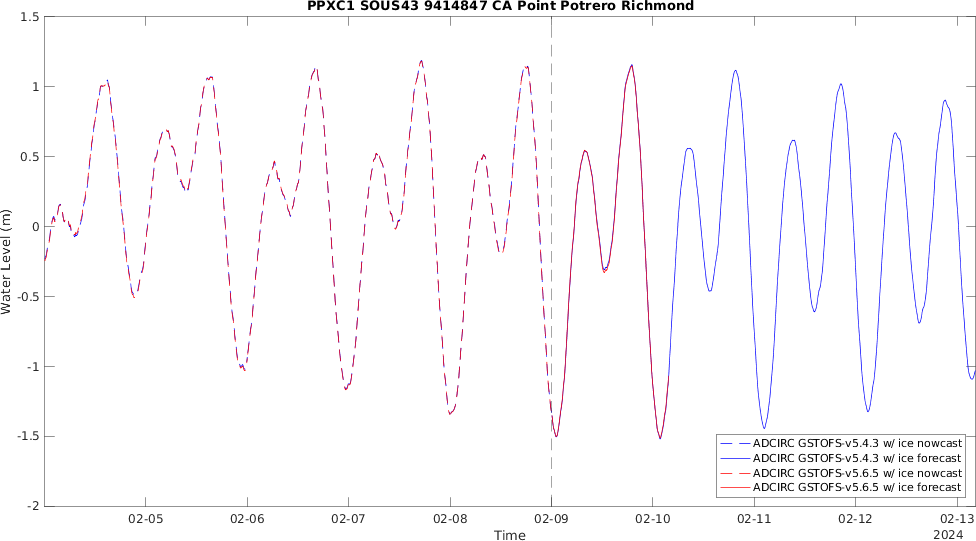 PPXC1 SOUS43 9414847 CA Point Potrero Richmond
1.5
1
0.5
0
-0.5
-1
-1.5
-2
Water Level (m)
02-05
02-06
02-07
02-08
02-09
02-10
02-11
02-12
02-13
Time
2024
ADCIRC GSTOFS-v5.4.3 w/ ice nowcast
ADCIRC GSTOFS-v5.4.3 w/ ice forecast
ADCIRC GSTOFS-v5.6.5 w/ ice nowcast
ADCIRC GSTOFS-v5.6.5 w/ ice forecast